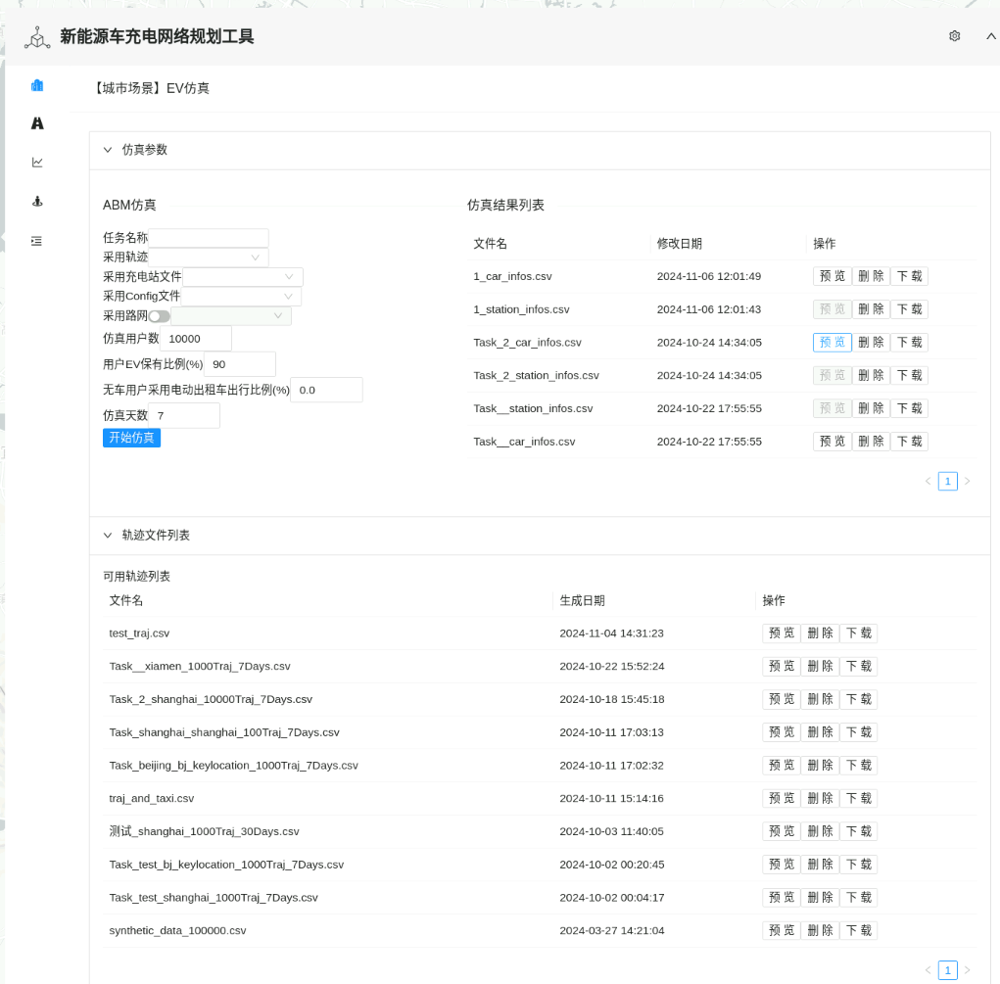 新能源车充电网络规划工具
【城市场景】EV仿真
仿真参数
ABM仿真
任务名称
采用轨迹
采用充电站文件
采用Config文件
采用路网
仿真用户数 10000
用户EV保有比例(%) 90
无车用户采用电动出租车出行比例(%) 0.0
仿真天数 7
开始仿真
仿真结果列表
文件名 修改日期 操作
1_car_infos.csv 2024-11-06 12:01:49 预 览 删 除 下 载
1_station_infos.csv 2024-11-06 12:01:43 预 览 删 除 下 载
Task_2_car_infos.csv 2024-10-24 14:34:05 预 览 删 除 下 载
Task_2_station_infos.csv 2024-10-24 14:34:05 预 览 删 除 下 载
Task__station_infos.csv 2024-10-22 17:55:55 预 览 删 除 下 载
Task__car_infos.csv 2024-10-22 17:55:55 预 览 删 除 下 载
1
轨迹文件列表
可用轨迹列表
文件名 生成日期 操作
test_traj.csv 2024-11-04 14:31:23 预 览 删 除 下 载
Task__xiamen_1000Traj_7Days.csv 2024-10-22 15:52:24 预 览 删 除 下 载
Task_2_shanghai_10000Traj_7Days.csv 2024-10-18 15:45:18 预 览 删 除 下 载
Task_shanghai_shanghai_100Traj_7Days.csv 2024-10-11 17:03:13 预 览 删 除 下 载
Task_beijing_bj_keylocation_1000Traj_7Days.csv 2024-10-11 17:02:32 预 览 删 除 下 载
traj_and_taxi.csv 2024-10-11 15:14:16 预 览 删 除 下 载
测试_shanghai_1000Traj_30Days.csv 2024-10-03 11:40:05 预 览 删 除 下 载
Task_test_bj_keylocation_1000Traj_7Days.csv 2024-10-02 00:20:45 预 览 删 除 下 载
Task_test_shanghai_1000Traj_7Days.csv 2024-10-02 00:04:17 预 览 删 除 下 载
synthetic_data_100000.csv 2024-03-27 14:21:04 预 览 删 除 下 载
1